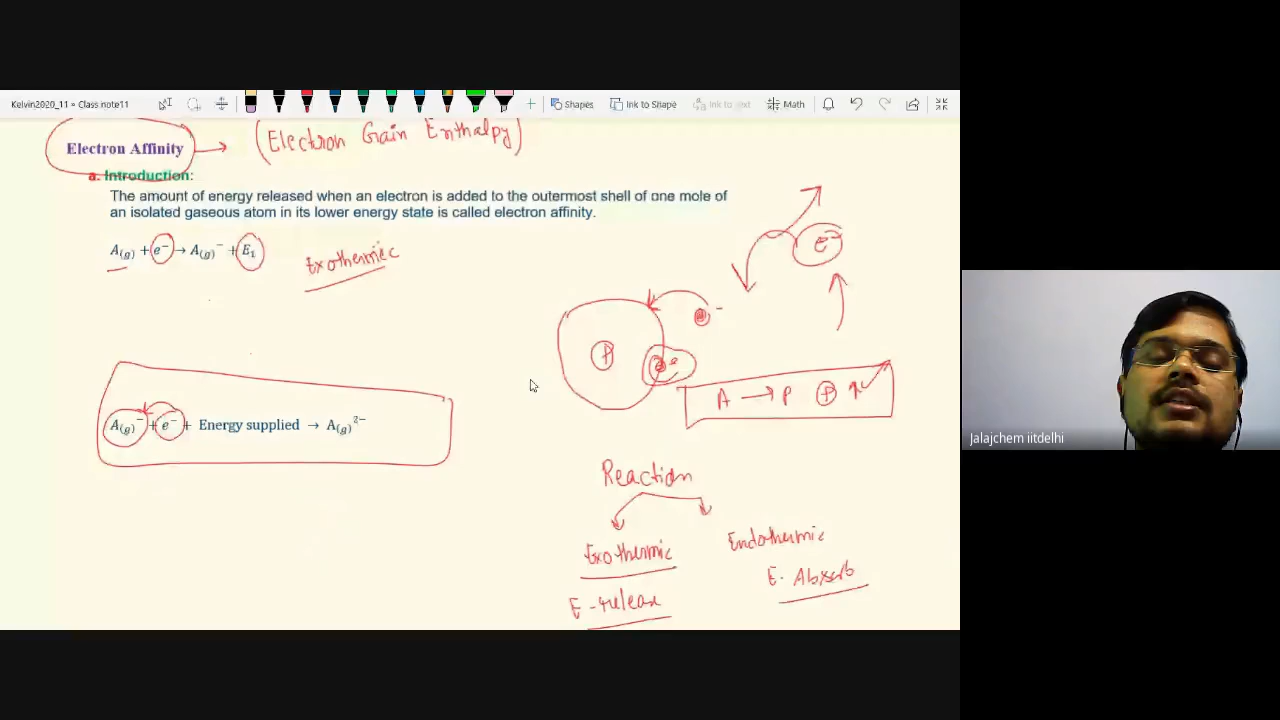 Kelvin2020_11 » Class note11
Shapes
Ink to Shape
Ink to Text
Math
Electron Affinity
(Electron Gain Enthalpy)
a. Introduction:
The amount of energy released when an electron is added to the outermost shell of one mole of
an isolated gaseous atom in its lower energy state is called electron affinity.
A(g) + e⁻ → A(g)⁻ + E₁
Exothermic
e⁻
e⁻
A → P ⊕ ↑
A(g)⁻ + e⁻ + Energy supplied → A(g)²⁻
Reaction
Exothermic
Endothermic
E - release
E. Absorb
Jalajchem iitdelhi